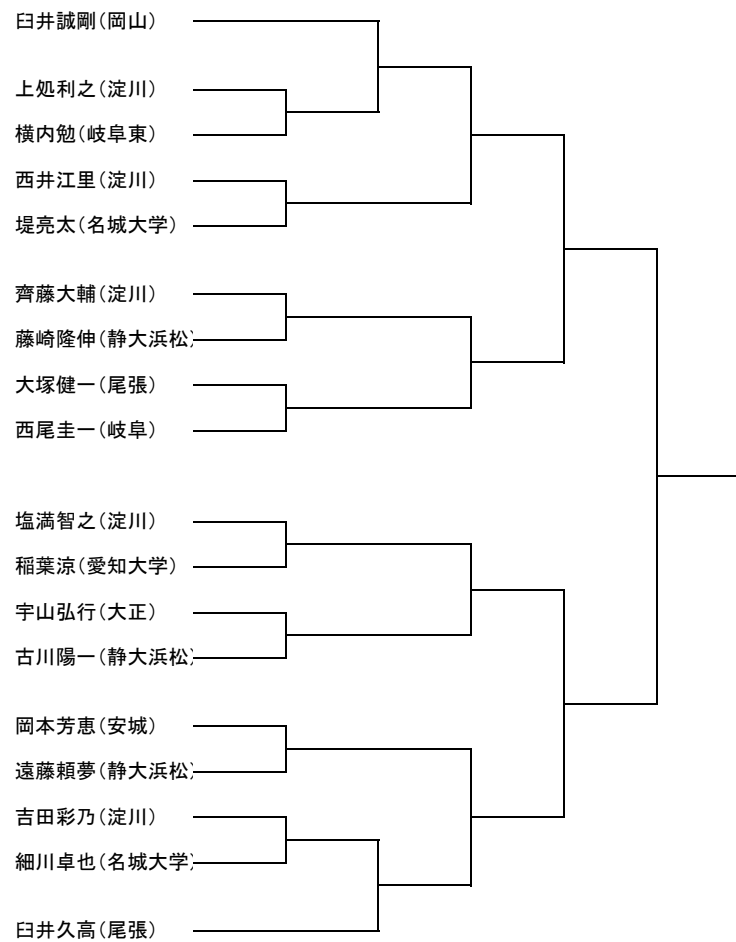 臼井誠剛(岡山)
上処利之(淀川)
横内勉(岐阜東)
西井江里(淀川)
堤亮太(名城大学)
齊藤大輔(淀川)
藤崎隆伸(静大浜松)
大塚健一(尾張)
西尾圭一(岐阜)
塩満智之(淀川)
稲葉涼(愛知大学)
宇山弘行(大正)
古川陽一(静大浜松)
岡本芳恵(安城)
遠藤頼夢(静大浜松)
吉田彩乃(淀川)
細川卓也(名城大学)
臼井久高(尾張)